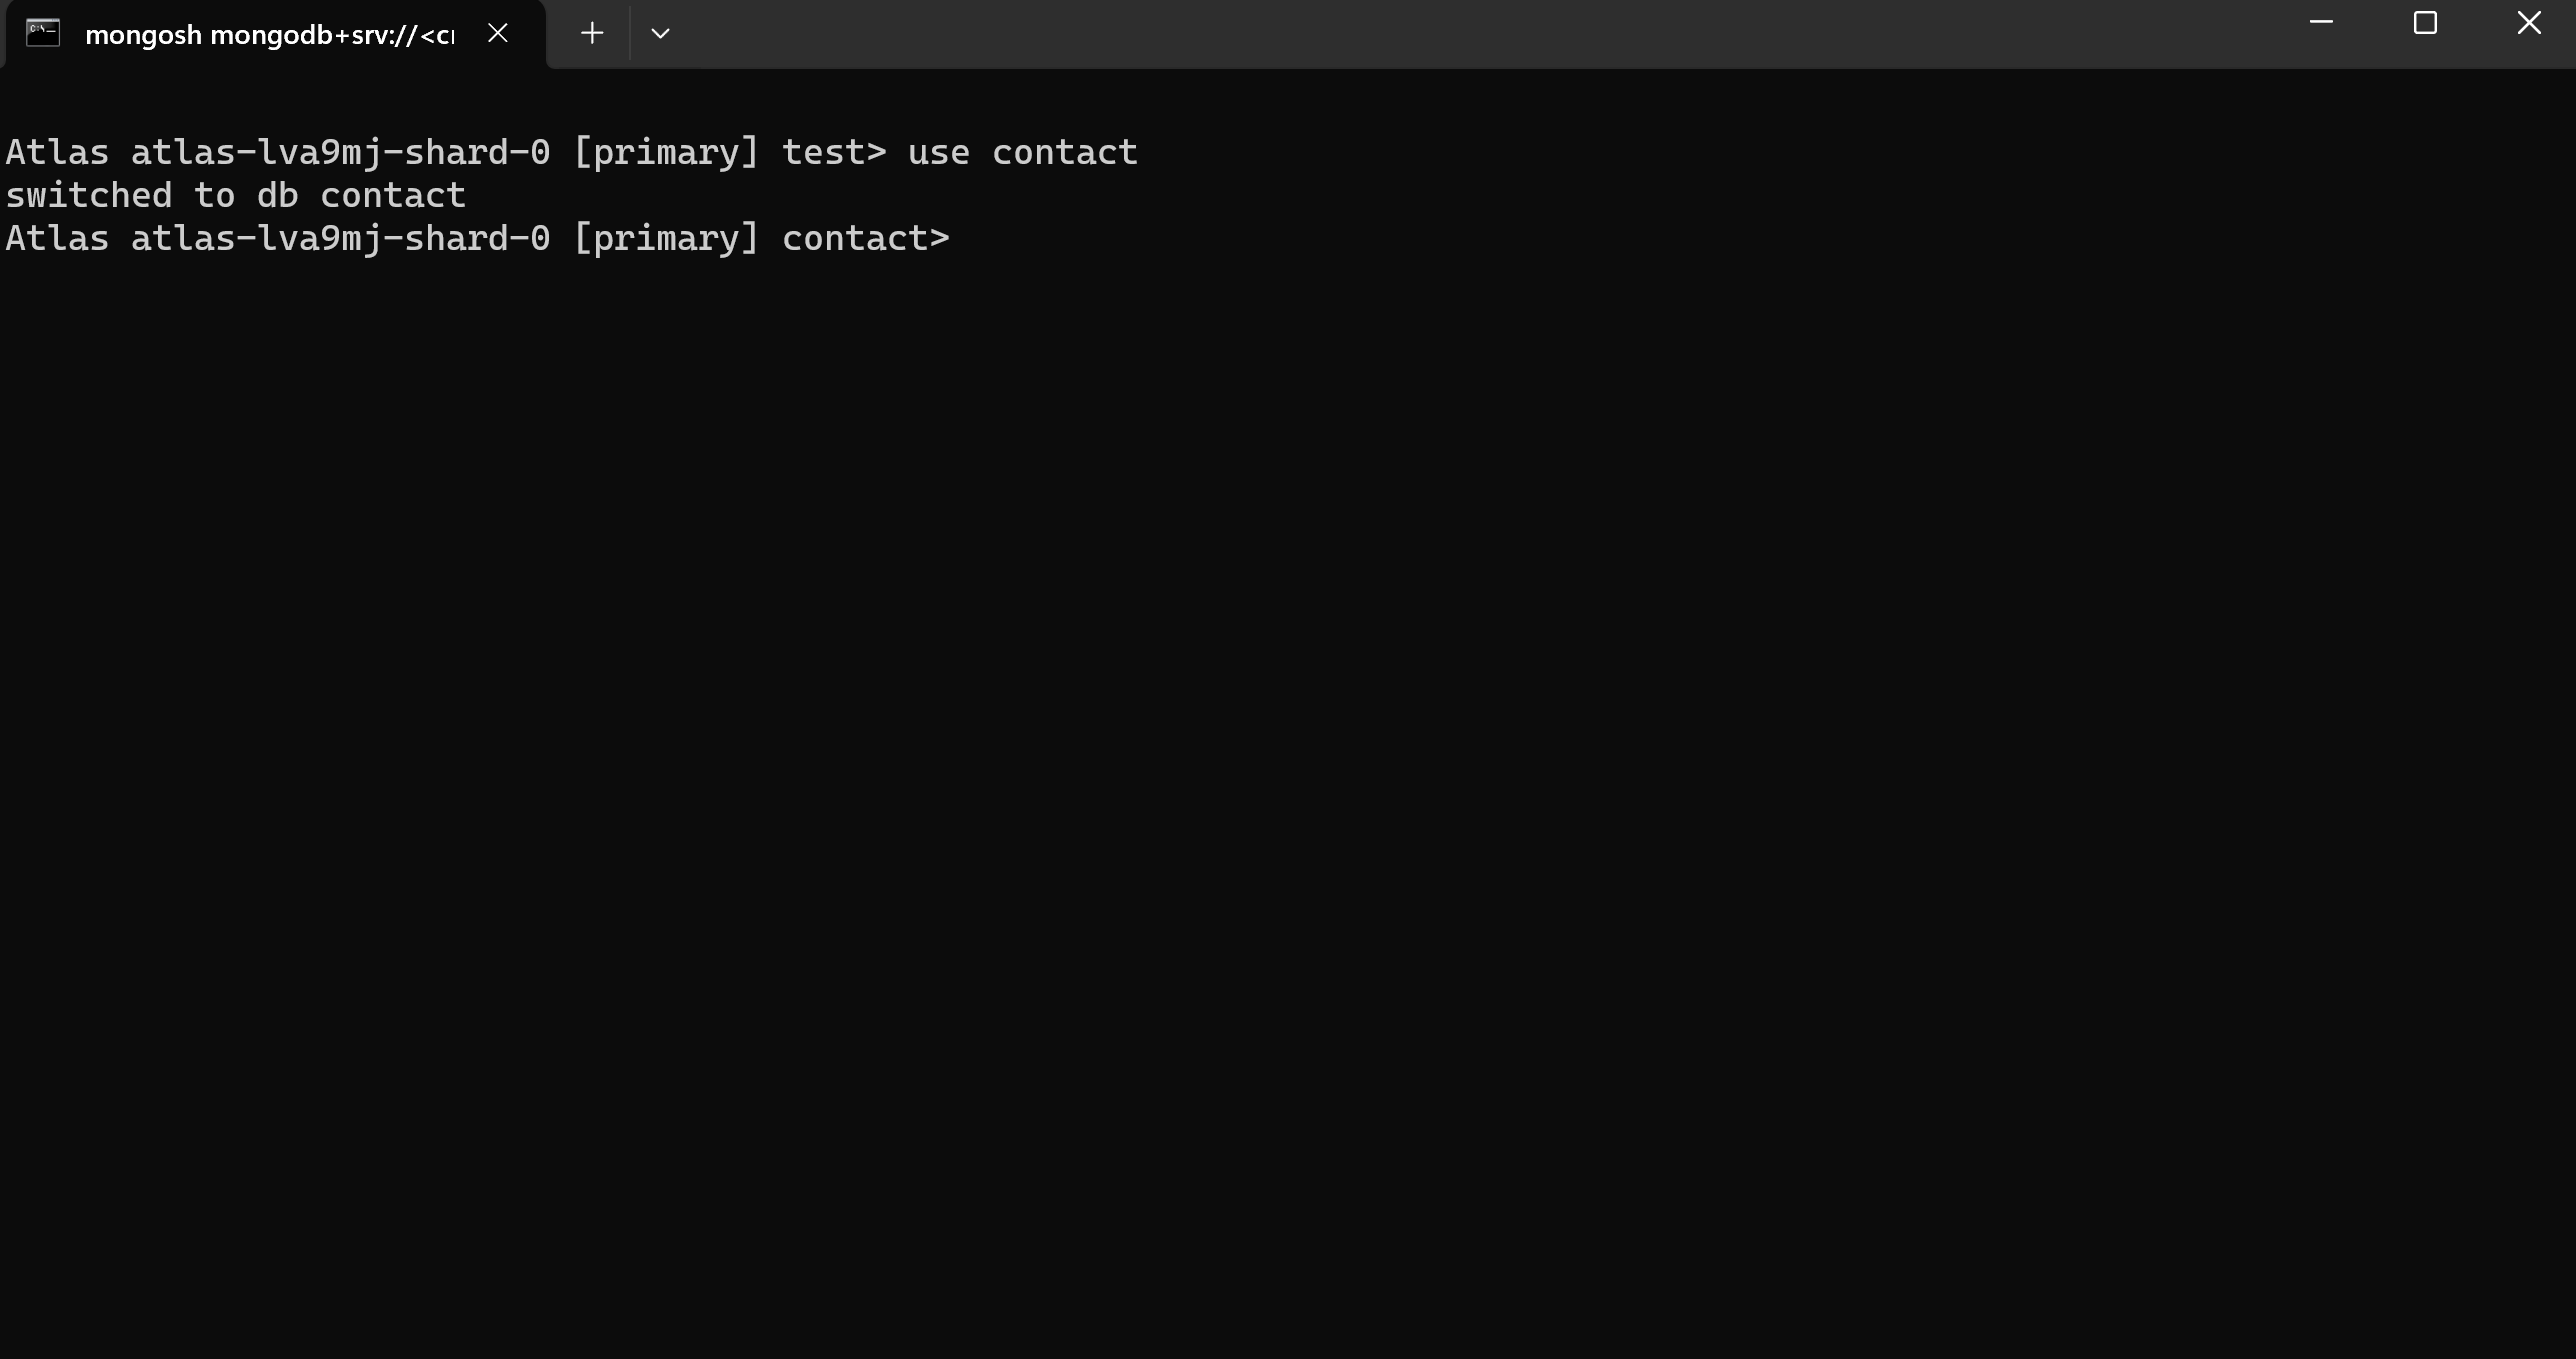 mongosh mongodb+srv://<c
Atlas atlas-lva9mj-shard-0 [primary] test> use contact
switched to db contact
Atlas atlas-lva9mj-shard-0 [primary] contact>